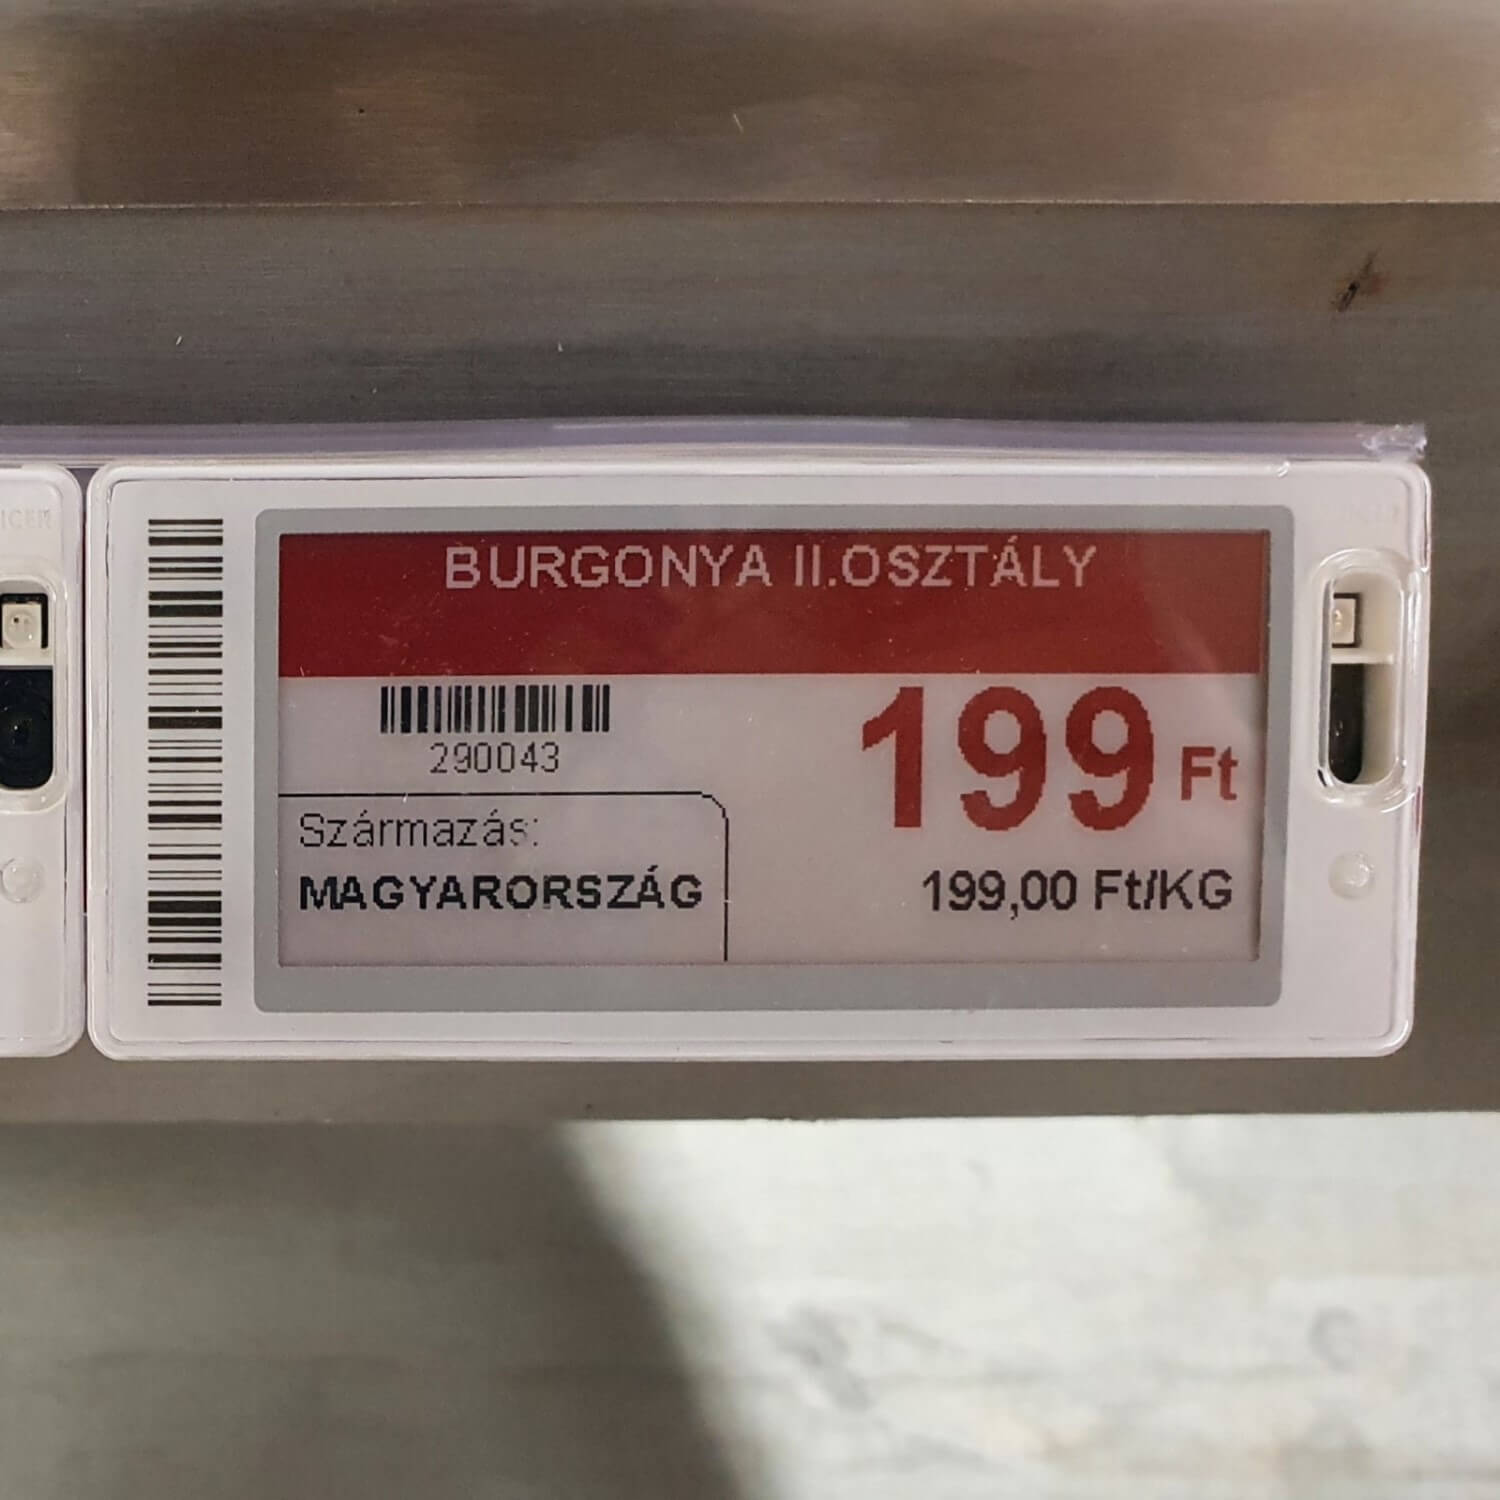 BURGONYA II.OSZTÁLY
290043
199 Ft
Származás:
MAGYARORSZÁG
199,00 Ft/KG